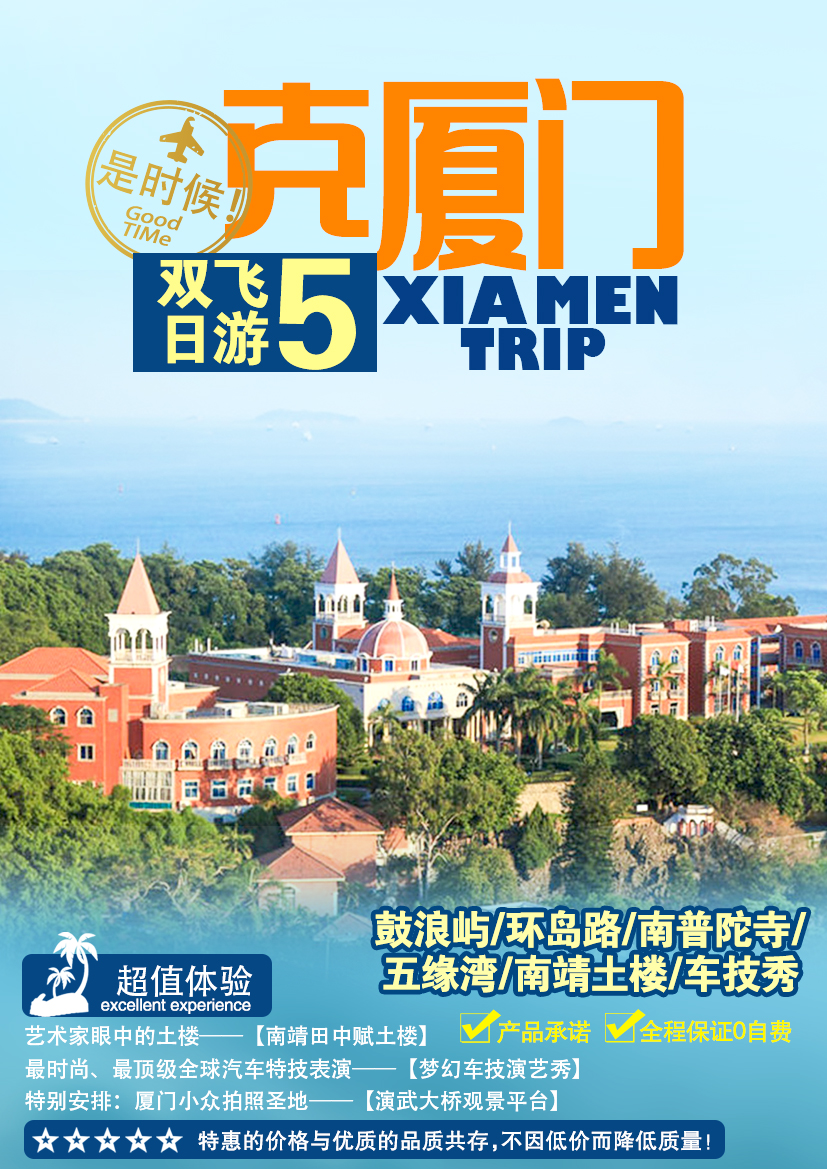 克厦门
是时候!
Good
TIMe
双飞
日游
5
XIAMEN
TRIP
鼓浪屿/环岛路/南普陀寺/
五缘湾/南靖土楼/车技秀
超值体验
excellent experience
艺术家眼中的土楼——【南靖田中赋土楼】
产品承诺 全程保证0自费
最时尚、最顶级全球汽车特技表演——【梦幻车技演艺秀】
特别安排：厦门小众拍照圣地——【演武大桥观景平台】
特惠的价格与优质的品质共存,不因低价而降低质量!